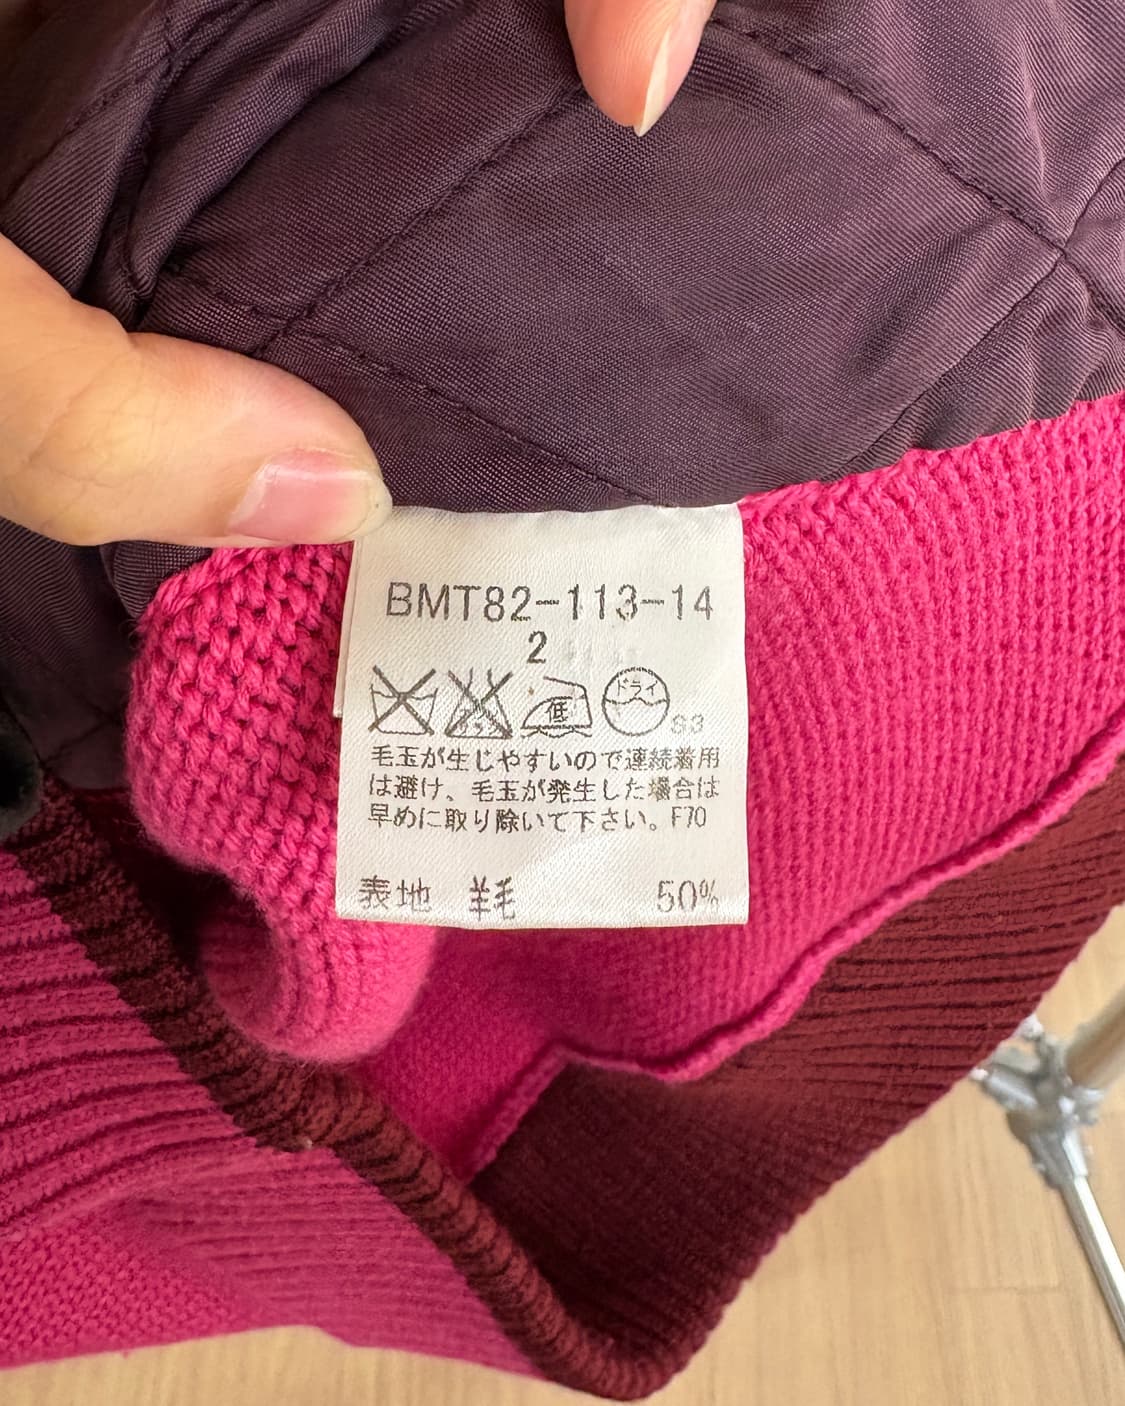 BMT82-113-14
2
低 ドライ
毛玉が生じやすいので連続着用
は避け、毛玉が発生した場合は
早めに取り除いて下さい。F70
表地 羊毛 50%